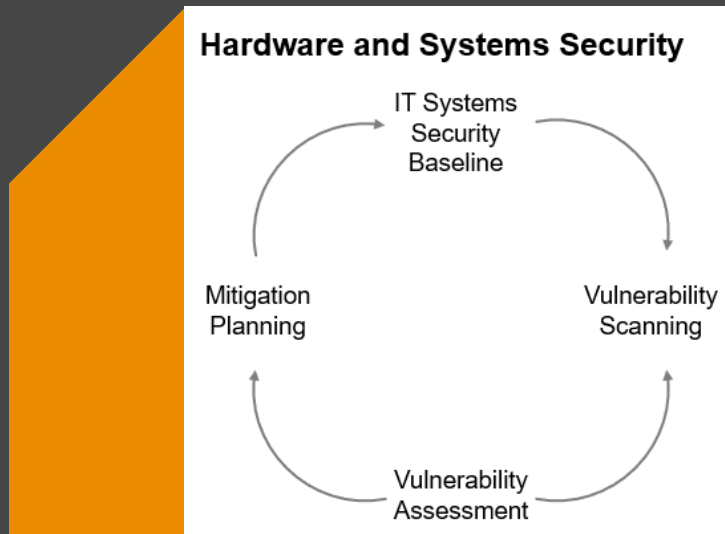 Hardware and Systems Security
IT Systems
Security
Baseline
Mitigation
Planning
Vulnerability
Scanning
Vulnerability
Assessment